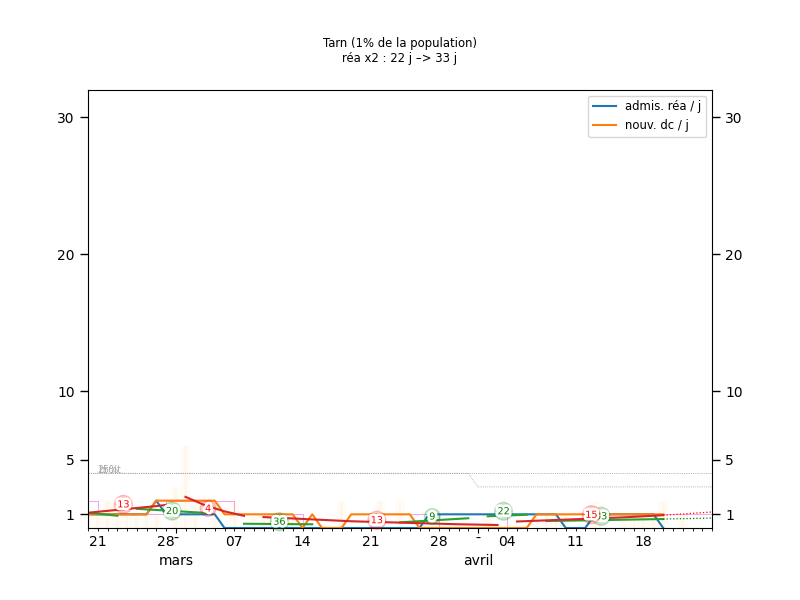 Tarn (1% de la population)
réa x2 : 22 j –> 33 j
admis. réa / j
nouv. dc / j
30 30
20 20
10 10
5 5
1 1
13 20 4 36 13 9 22 15
21 28 - 07 14 21 28 - 04 11 18
mars avril